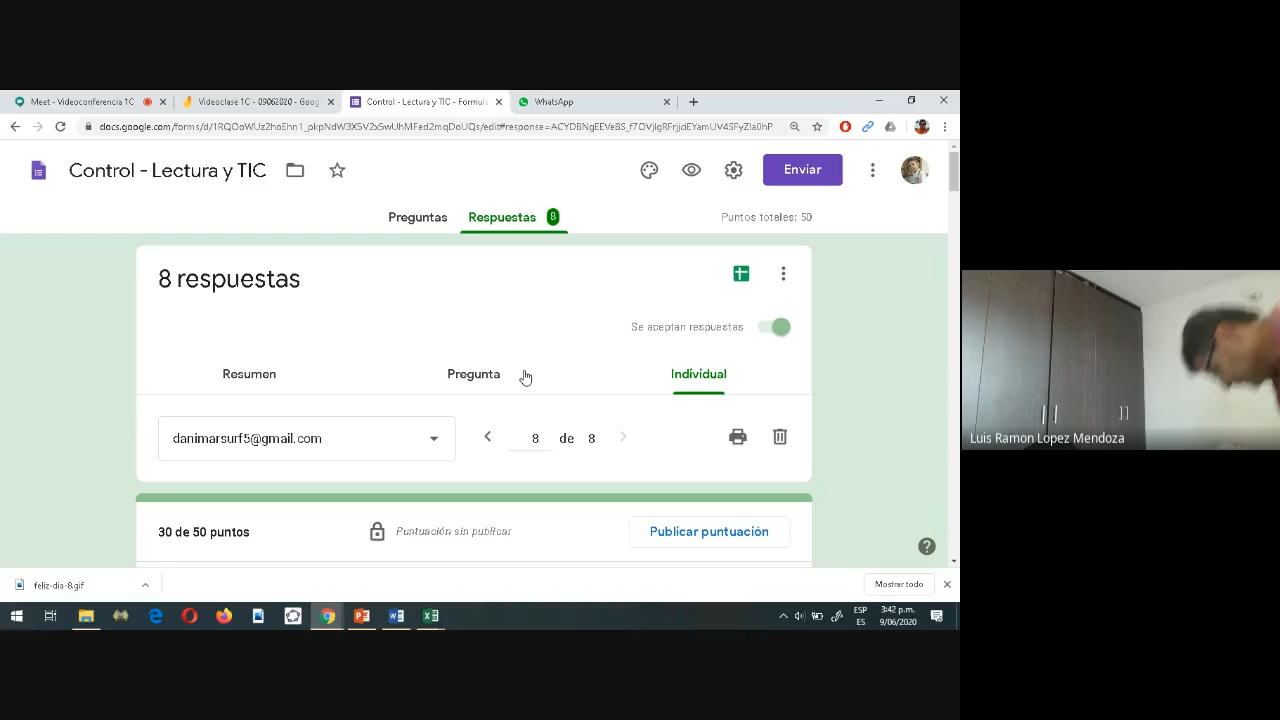 Meet - Videoconferencia 1C
Videoclase 1C - 09062020 - Goog
Control - Lectura y TIC - Formula
WhatsApp
Control - Lectura y TIC
Enviar
Preguntas
Respuestas 8
Puntos totales: 50
8 respuestas
Se aceptan respuestas
Resumen
Pregunta
Individual
danimarsurf5@gmail.com
8 de 8
30 de 50 puntos
Puntuación sin publicar
Publicar puntuación
Luis Ramon Lopez Mendoza
feliz-dia-8.gif
Mostrar todo
ESP
3:42 p.m.
ES
9/06/2020